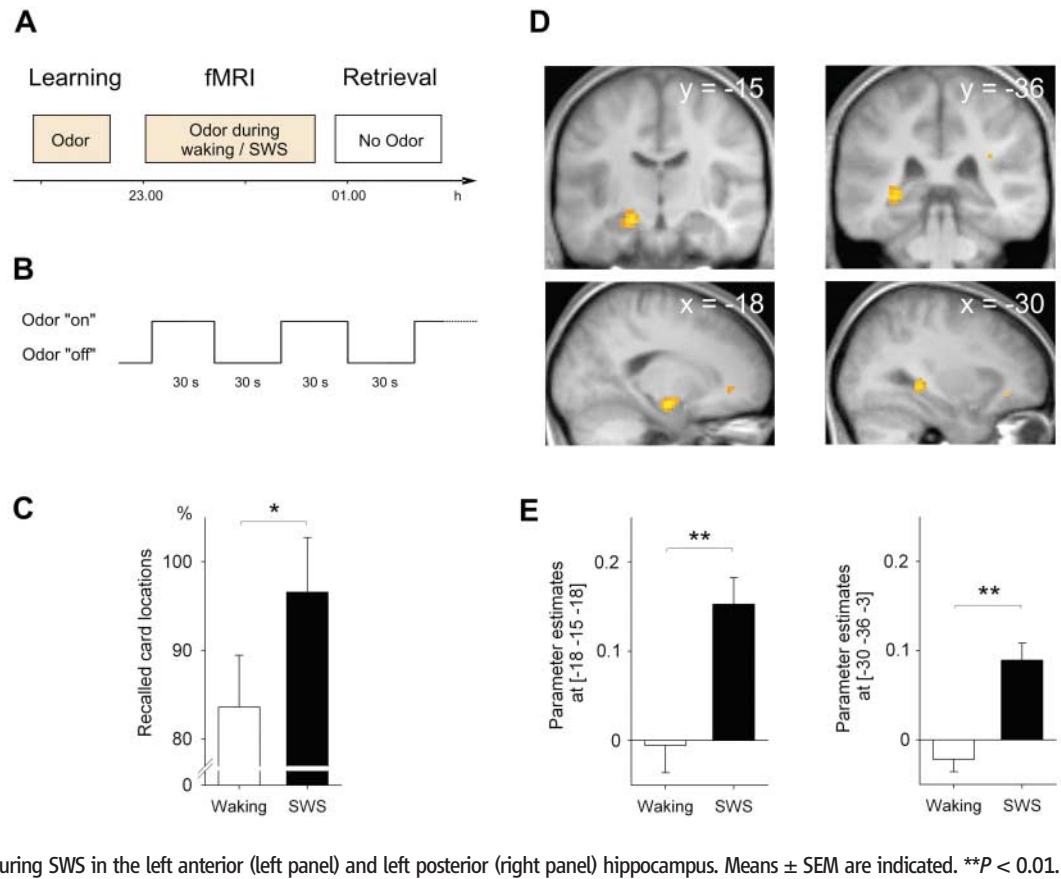 A
Learning
fMRI
Retrieval
Odor
Odor during
waking / SWS
No Odor
23.00
01.00
h
B
Odor "on"
Odor "off"
30 s
30 s
30 s
30 s
C
%
*
100
90
80
0
Recalled card locations
Waking
SWS
D
y = -15
y = -36
x = -18
x = -30
E
**
0.2
0.1
0
Parameter estimates
at [-18 -15 -18]
Waking
SWS
**
0.2
0.1
0
Parameter estimates
at [-30 -36 -3]
Waking
SWS
uring SWS in the left anterior (left panel) and left posterior (right panel) hippocampus. Means ± SEM are indicated. **P < 0.01.